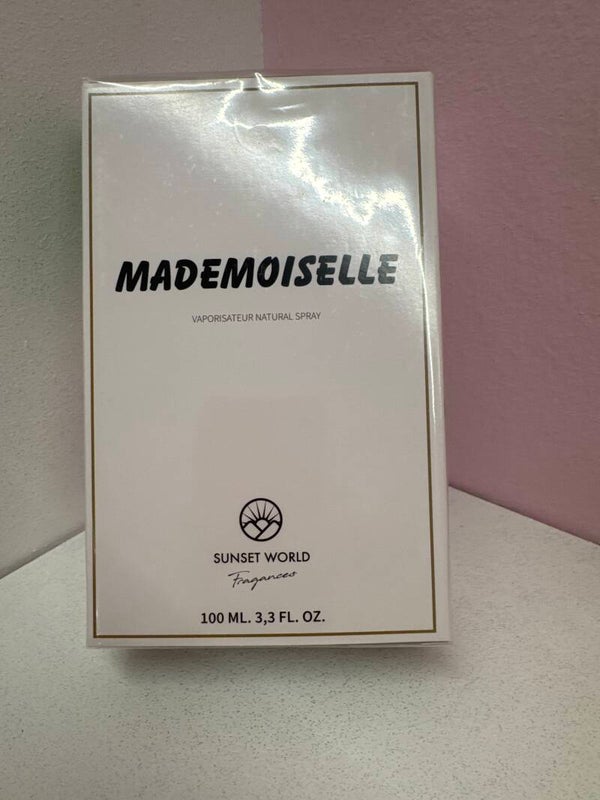 MADEMOISELLE
VAPORISATEUR NATURAL SPRAY
SUNSET WORLD
Fragances
100 ML. 3,3 FL. OZ.